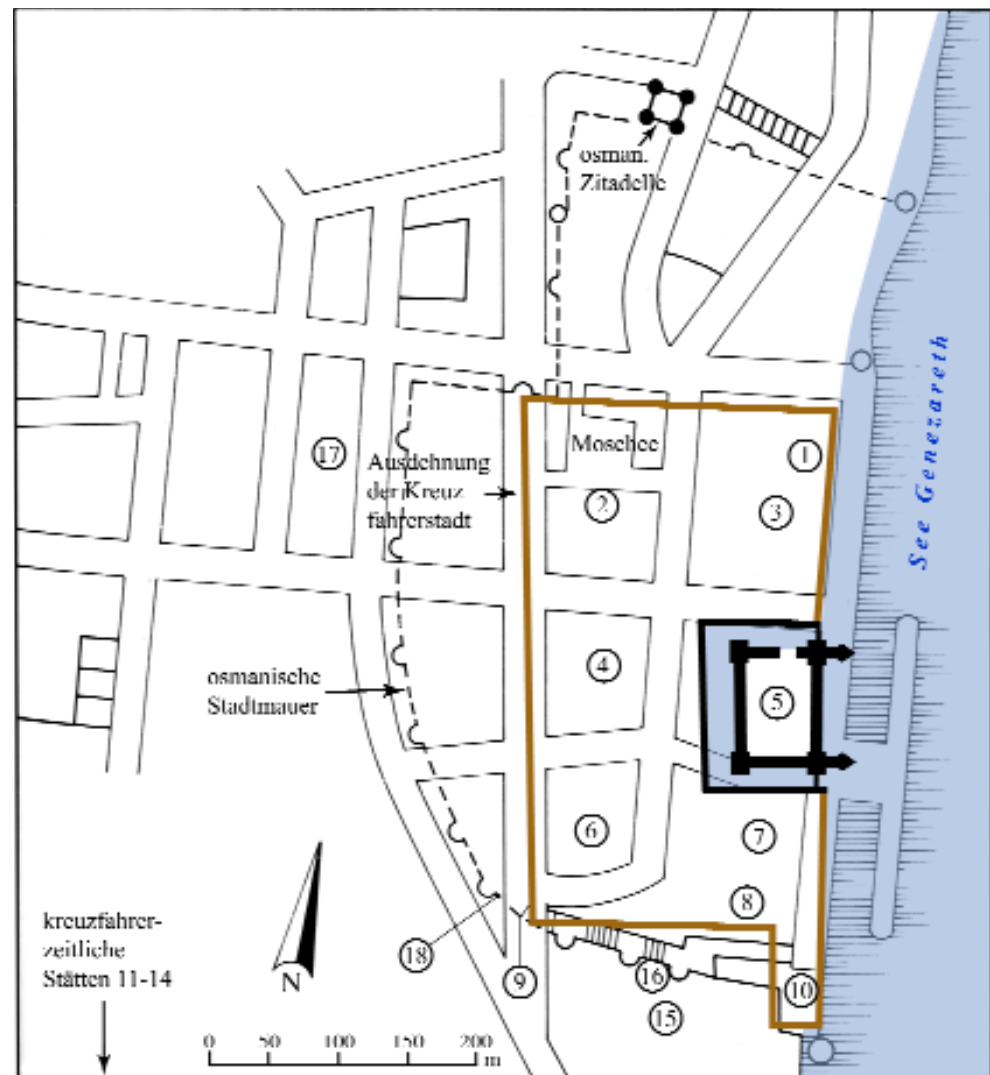 osman.
Zitadelle
See Genezareth
Moschee
1
17
Ausdehnung
der Kreuz
fahrerstadt
2
3
4
osmanische
Stadtmauer
5
6
7
8
kreuzfahrer-
zeitliche
Stätten 11-14
18
9
16
10
15
N
0 50 100 150 200
m